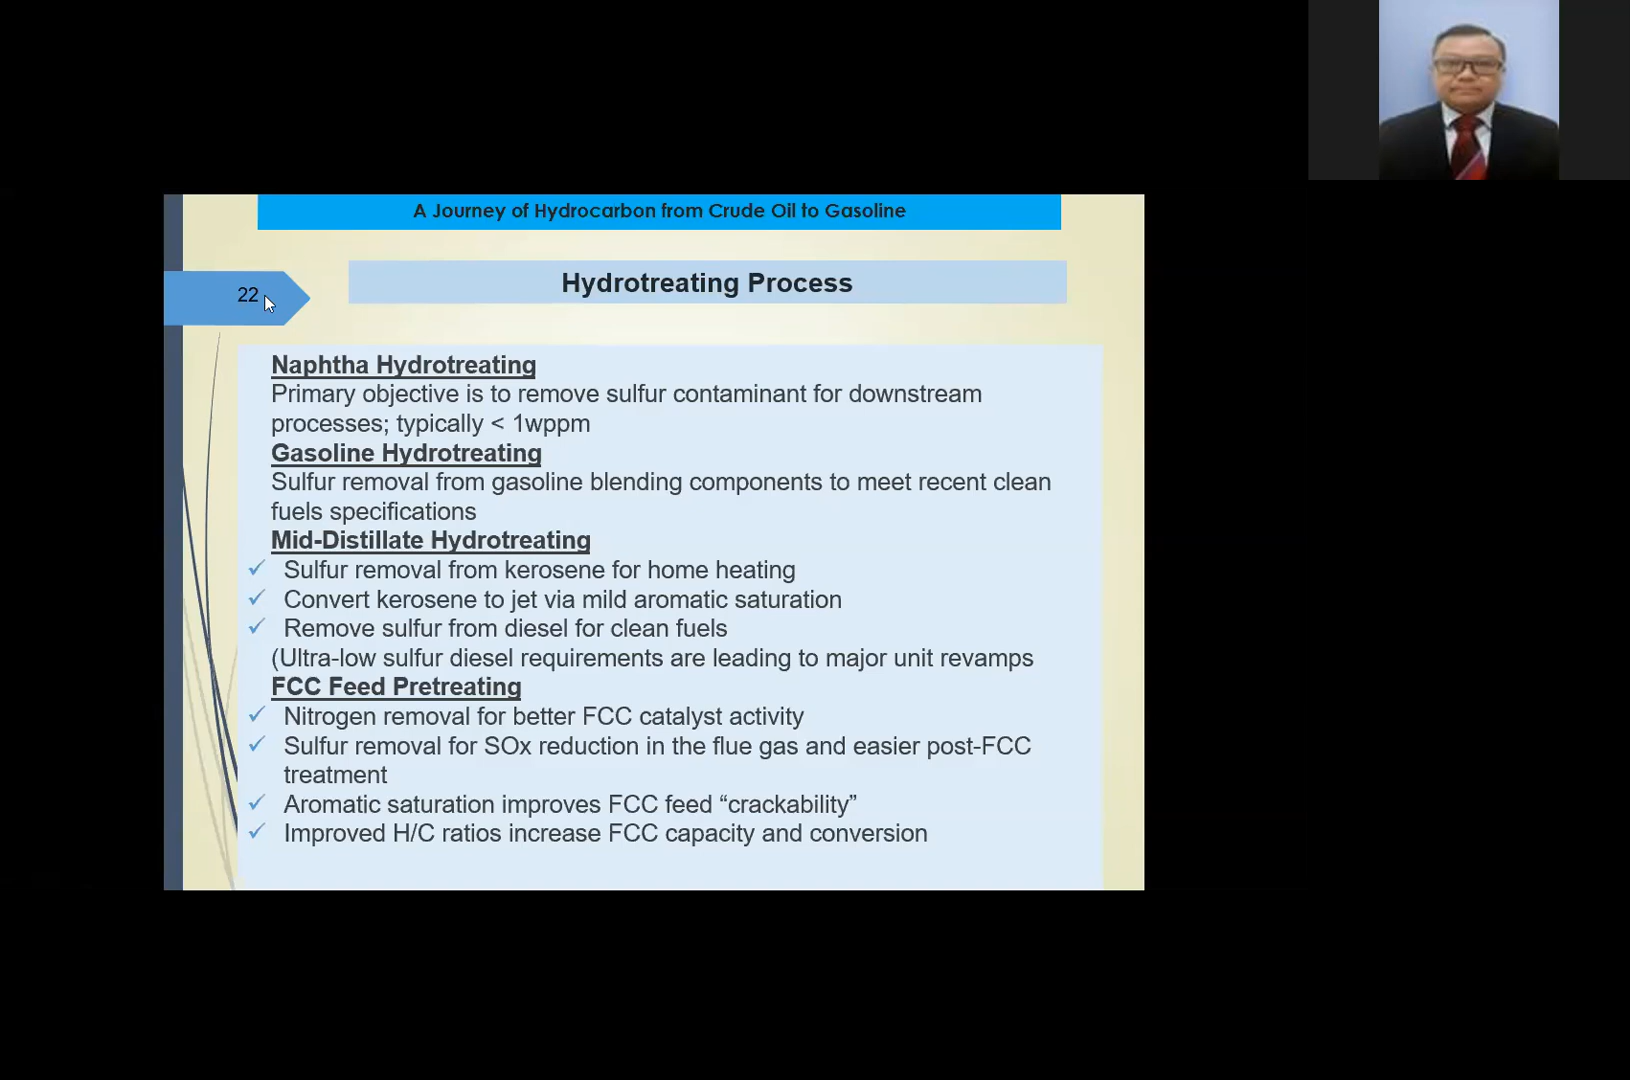 A Journey of Hydrocarbon from Crude Oil to Gasoline
22
Hydrotreating Process
Naphtha Hydrotreating
Primary objective is to remove sulfur contaminant for downstream
processes; typically < 1wppm
Gasoline Hydrotreating
Sulfur removal from gasoline blending components to meet recent clean
fuels specifications
Mid-Distillate Hydrotreating
✓ Sulfur removal from kerosene for home heating
✓ Convert kerosene to jet via mild aromatic saturation
✓ Remove sulfur from diesel for clean fuels
(Ultra-low sulfur diesel requirements are leading to major unit revamps
FCC Feed Pretreating
✓ Nitrogen removal for better FCC catalyst activity
✓ Sulfur removal for SOx reduction in the flue gas and easier post-FCC
treatment
✓ Aromatic saturation improves FCC feed “crackability”
✓ Improved H/C ratios increase FCC capacity and conversion